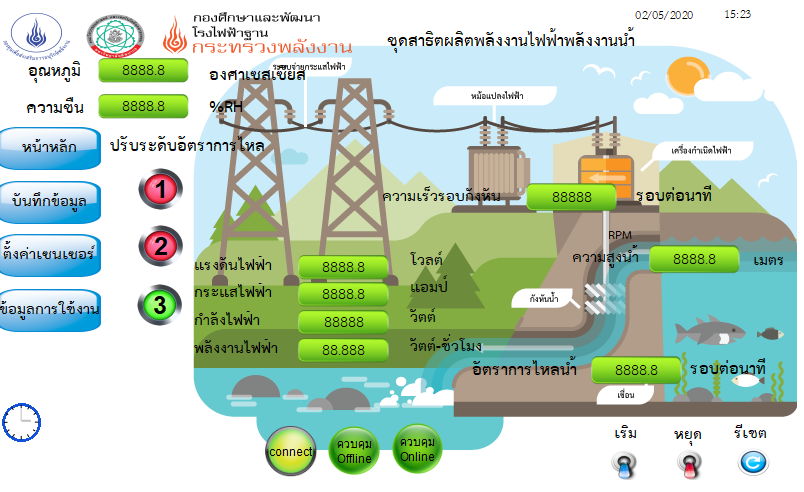 กองศึกษาและพัฒนา
โรงไฟฟ้าฐาน
กระทรวงพลังงาน
ชุดสาธิตผลิตพลังงานไฟฟ้าพลังงานน้ำ
02/05/2020
15:23
อุณหภูมิ 8888.8 องศาเซลเซียส
ความชื้น 8888.8 %RH
ระบบจ่ายกระแสไฟฟ้า
หม้อแปลงไฟฟ้า
เครื่องกำเนิดไฟฟ้า
หน้าหลัก
ปรับระดับอัตราการไหล
บันทึกข้อมูล
ตั้งค่าเซนเซอร์
ข้อมูลการใช้งาน
1
2
3
ความเร็วรอบกังหัน 88888 รอบต่อนาที
RPM
ความสูงน้ำ 8888.8 เมตร
แรงดันไฟฟ้า 8888.8 โวลต์
กระแสไฟฟ้า 8888.8 แอมป์
กำลังไฟฟ้า 88888 วัตต์
พลังงานไฟฟ้า 88.888 วัตต์-ชั่วโมง
กังหันน้ำ
อัตราการไหลน้ำ 8888.8 รอบต่อนาที
เขื่อน
connect
ควบคุม
Offline
ควบคุม
Online
เริ่ม
หยุด
รีเซต